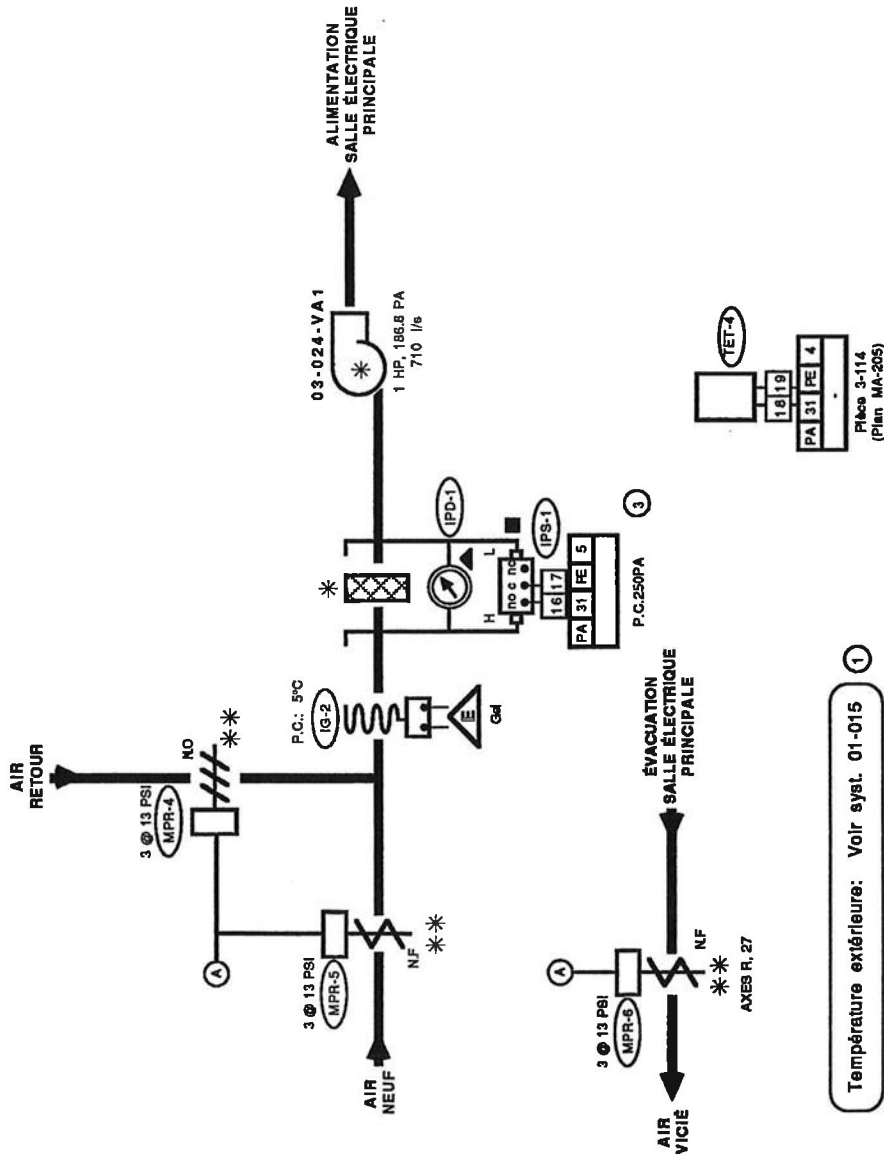 AIR
RETOUR
3 @ 13 PSI
MPR-4
N.O
**
A
3 @ 13 PSI
MPR-5
N.F
**
AIR
NEUF
P.C.: 5°C
IG-2
E
Gel
*
IPD-1
H
L
no c nc
IPS-1
16 17
PA 31 PE 5
P.C.250PA
3
03-024-VA1
*
1 HP, 186.8 PA
710 l/s
ALIMENTATION
SALLE ÉLECTRIQUE
PRINCIPALE
A
3 @ 13 PSI
MPR-6
N.F
**
AXES R, 27
AIR
VICIÉ
ÉVACUATION
SALLE ÉLECTRIQUE
PRINCIPALE
TET-4
18 19
PA 31 PE 4
Pièce 3-114
(Plan MA-205)
Température extérieure: Voir syst. 01-015
1